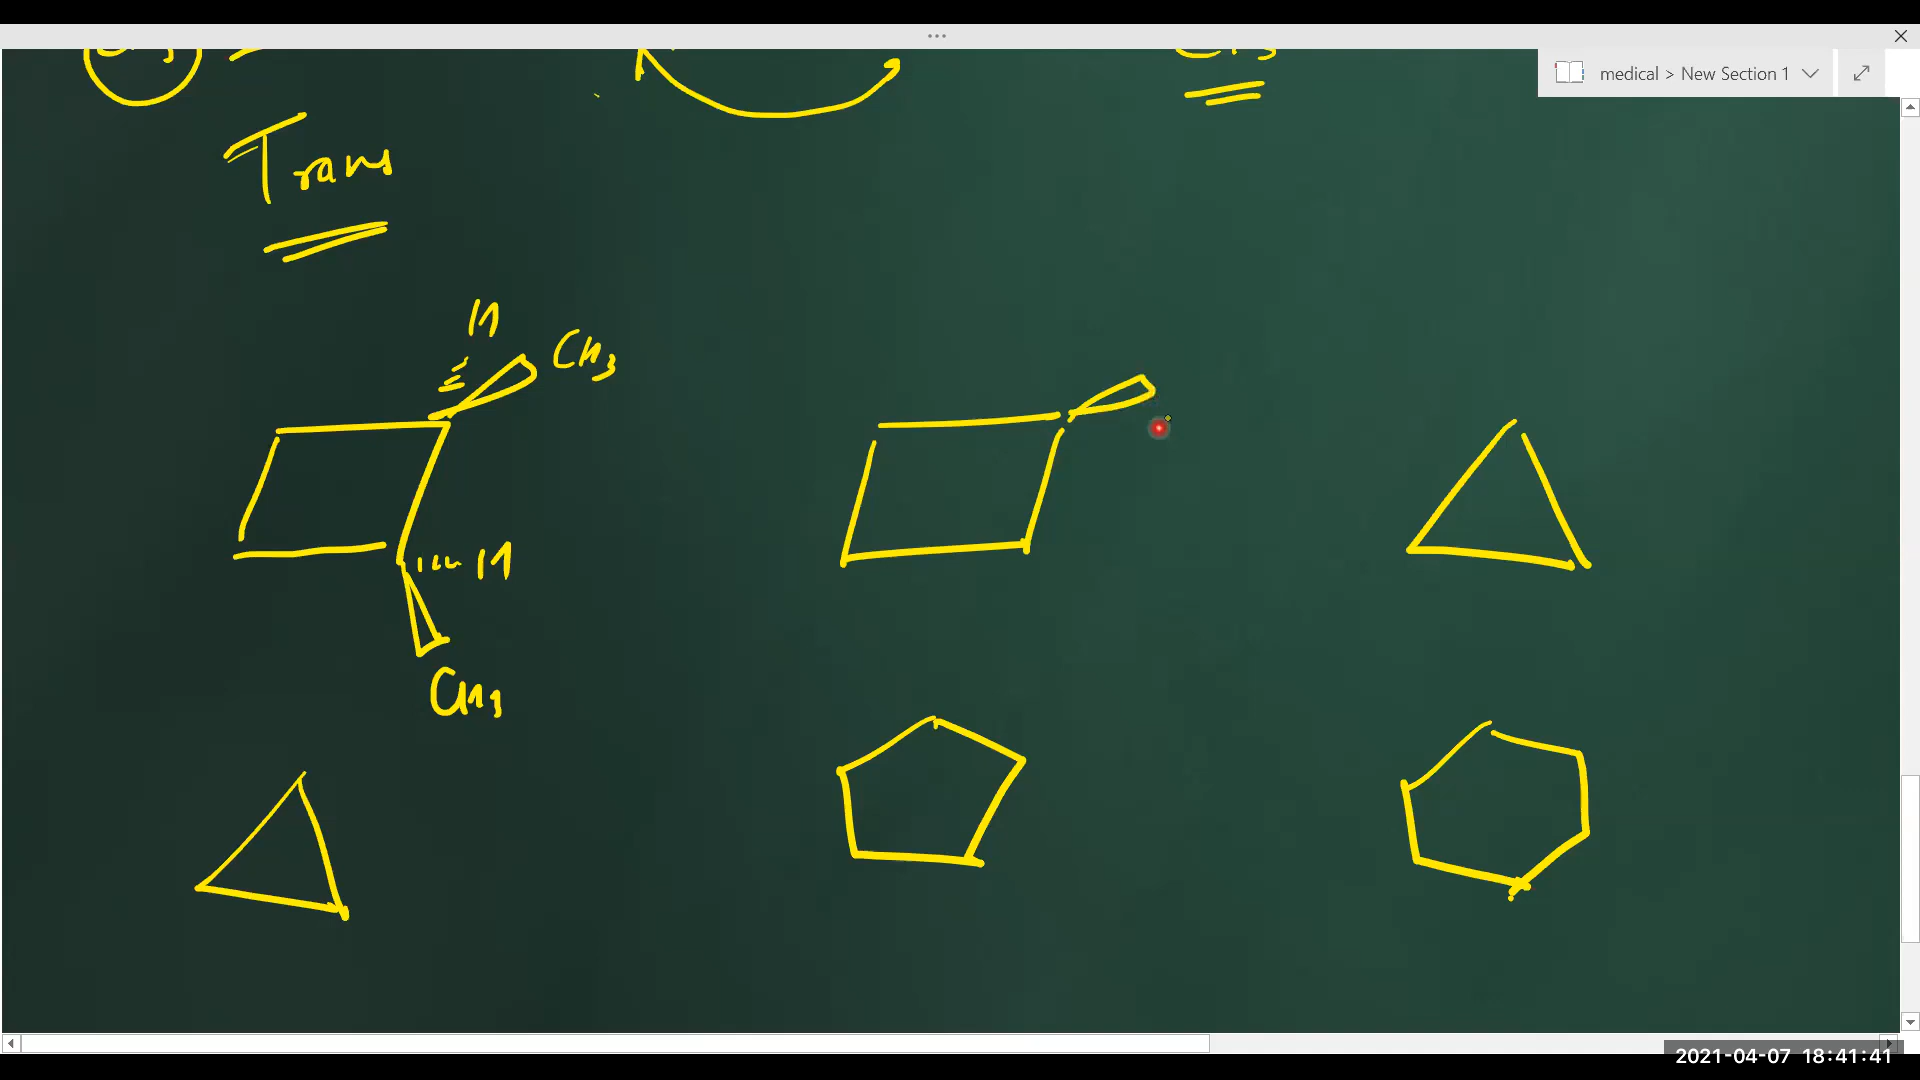 medical > New Section 1
Trans
H
CH3
H
CH3
2021-04-07 18:41:41